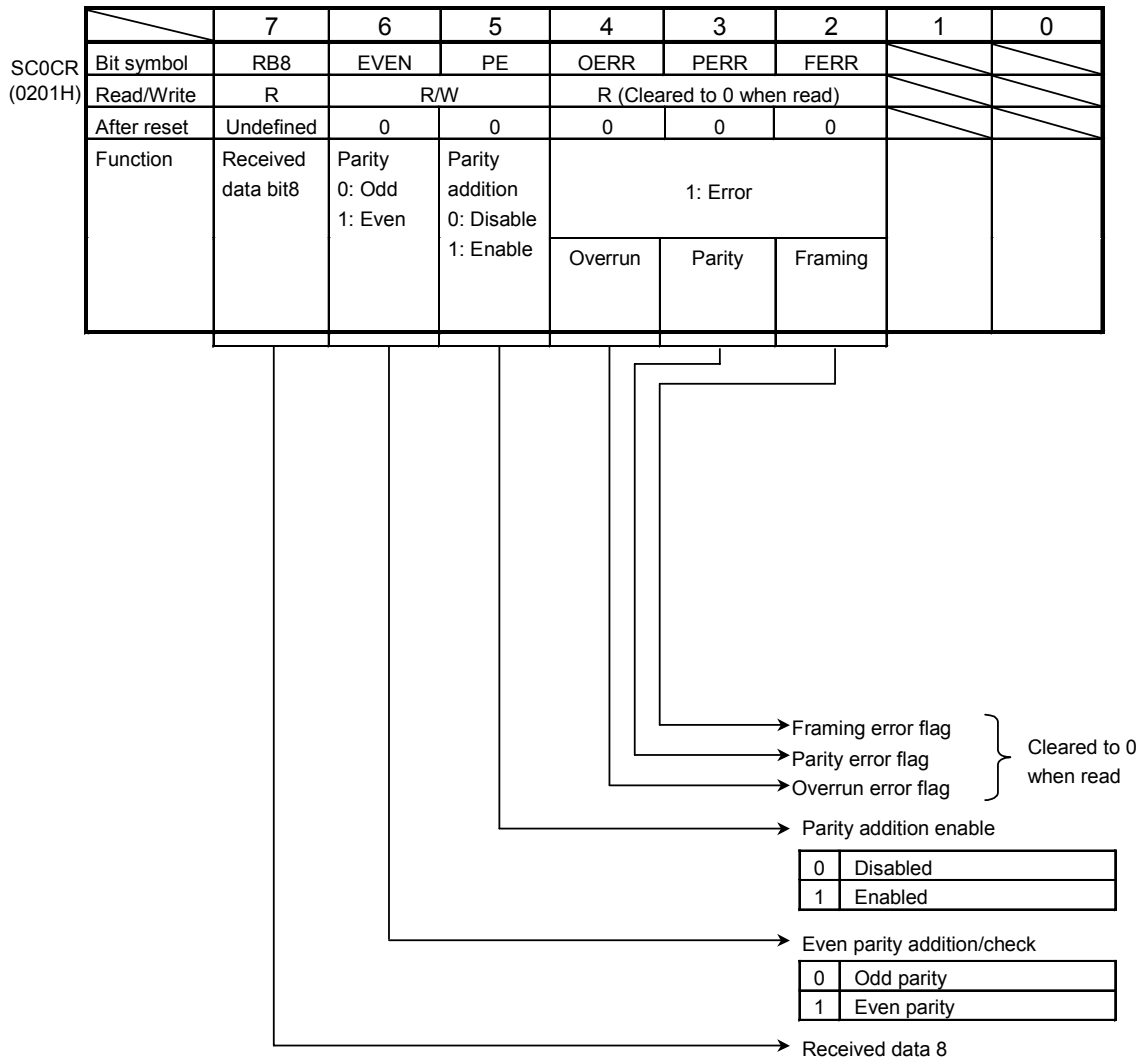 7 6 5 4 3 2 1 0
SC0CR Bit symbol RB8 EVEN PE OERR PERR FERR
(0201H) Read/Write R R/W R (Cleared to 0 when read)
After reset Undefined 0 0 0 0 0
Function Received Parity Parity
data bit8 0: Odd addition 1: Error
1: Even 0: Disable
1: Enable Overrun Parity Framing
Framing error flag
Parity error flag
Overrun error flag
Cleared to 0
when read
Parity addition enable
0 Disabled
1 Enabled
Even parity addition/check
0 Odd parity
1 Even parity
Received data 8